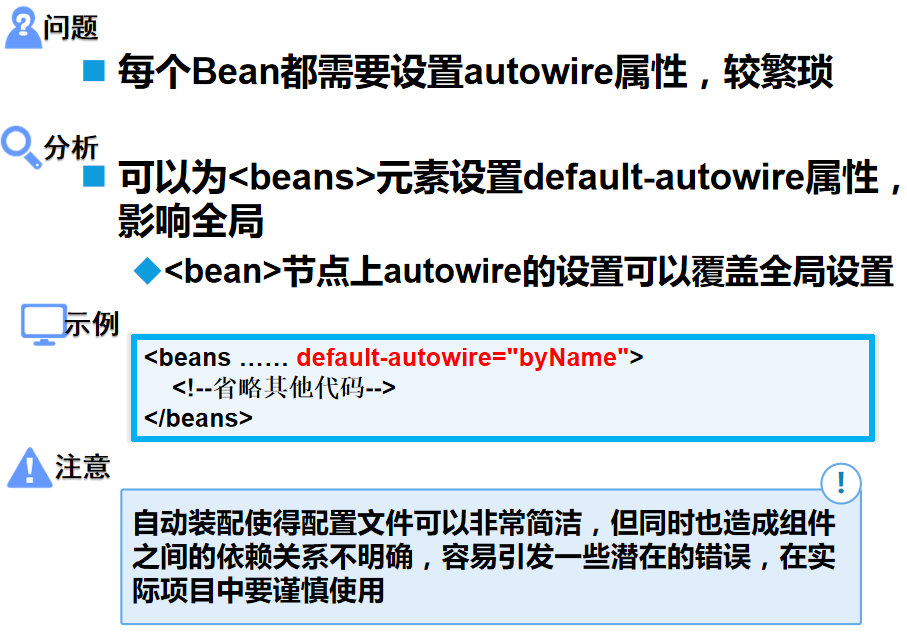 问题
每个Bean都需要设置autowire属性，较繁琐
分析
可以为<beans>元素设置default-autowire属性，
影响全局
<bean>节点上autowire的设置可以覆盖全局设置
示例
<beans …… default-autowire="byName">
<!--省略其他代码-->
</beans>
注意
自动装配使得配置文件可以非常简洁，但同时也造成组件
之间的依赖关系不明确，容易引发一些潜在的错误，在实
际项目中要谨慎使用